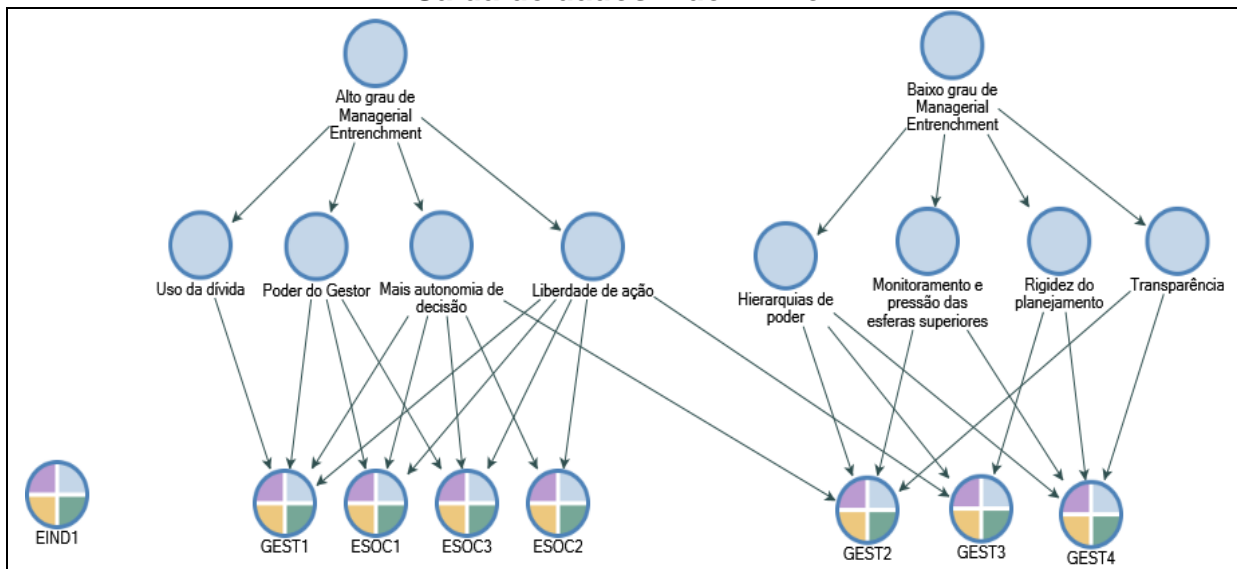 Alto grau de
Managerial
Entrenchment
Baixo grau de
Managerial
Entrenchment
Uso da dívida
Poder do Gestor
Mais autonomia de
decisão
Liberdade de ação
Hierarquias de
poder
Monitoramento e
pressão das
esferas superiores
Rigidez do
planejamento
Transparência
EIND1
GEST1
ESOC1
ESOC3
ESOC2
GEST2
GEST3
GEST4